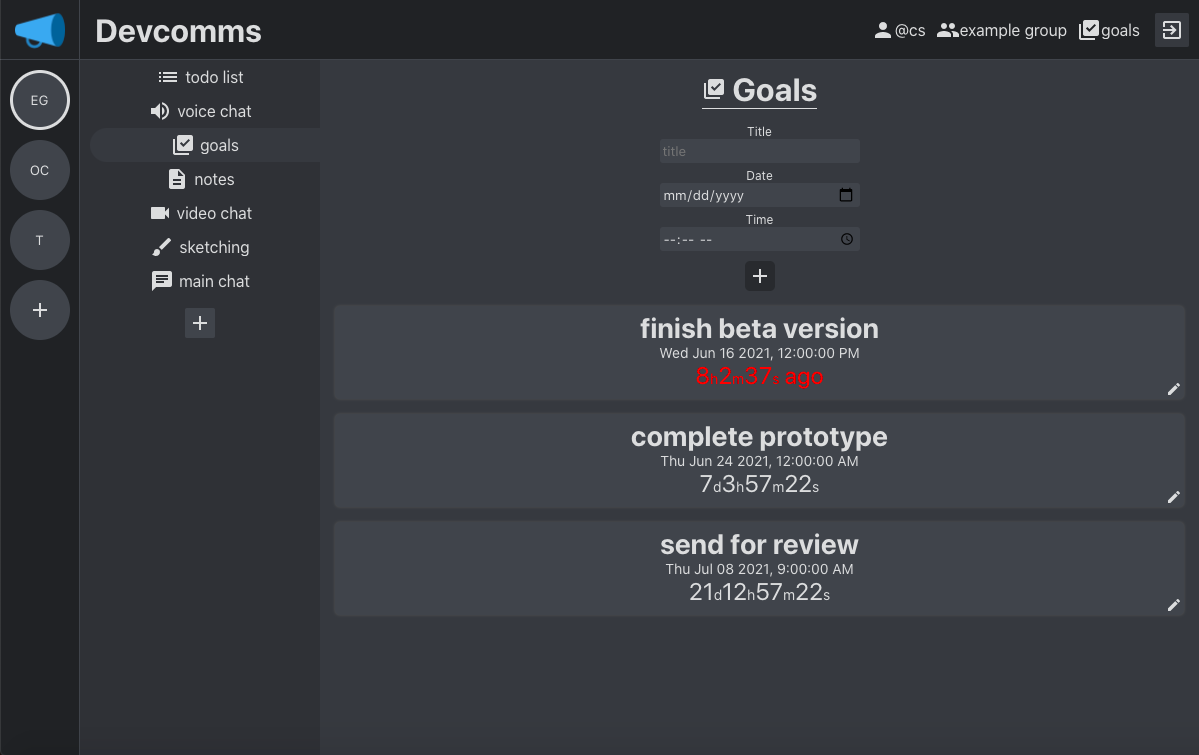 Devcomms
@cs example group goals
EG
OC
T
+
todo list
voice chat
goals
notes
video chat
sketching
main chat
+
Goals
Title
title
Date
mm/dd/yyyy
Time
--:-- --
+
finish beta version
Wed Jun 16 2021, 12:00:00 PM
8h2m37s ago
complete prototype
Thu Jun 24 2021, 12:00:00 AM
7d3h57m22s
send for review
Thu Jul 08 2021, 9:00:00 AM
21d12h57m22s